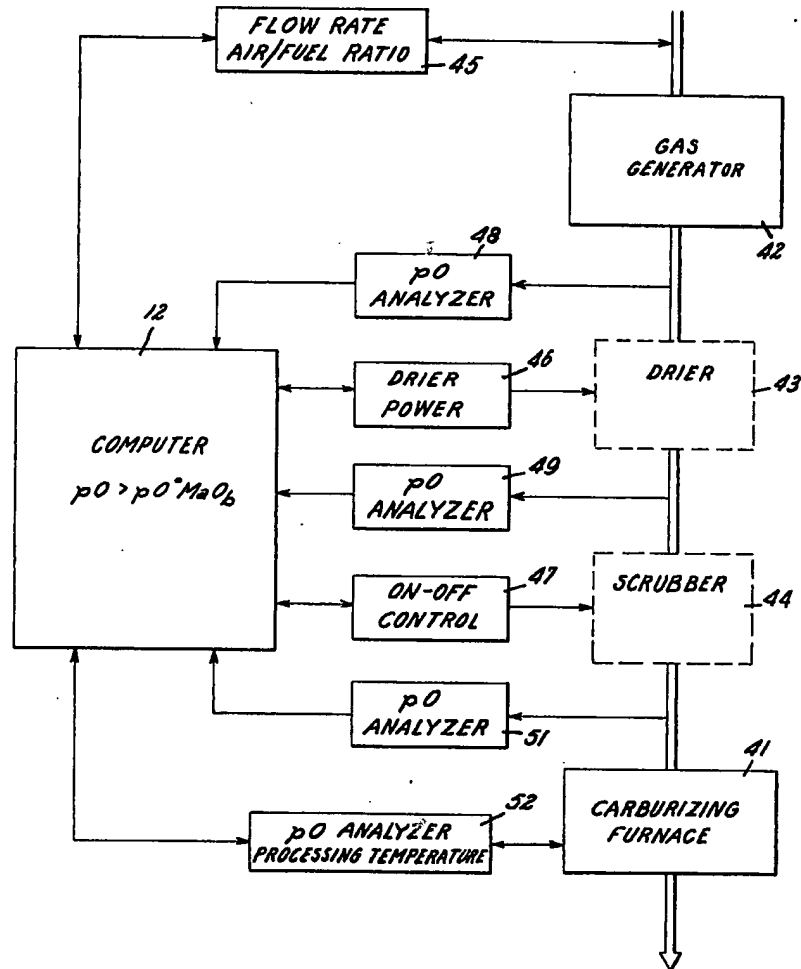 FLOW RATE
AIR/FUEL RATIO
45
GAS
GENERATOR
42
48
pO
ANALYZER
12
46
DRIER
POWER
DRIER
43
COMPUTER
pO > pO°MaOb
49
pO
ANALYZER
47
ON-OFF
CONTROL
SCRUBBER
44
pO
ANALYZER
51
41
52
CARBURIZING
FURNACE
pO ANALYZER
PROCESSING TEMPERATURE